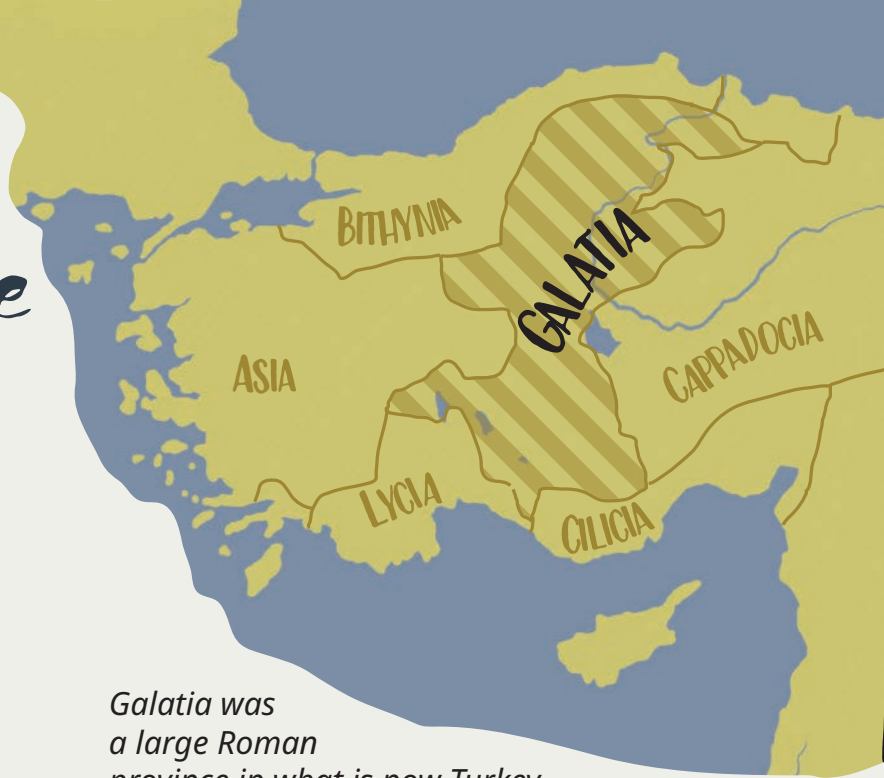 BITHYNIA
GALATIA
ASIA
CAPPADOCIA
LYCIA
CILICIA
Galatia was
a large Roman
province in what is now Turkey